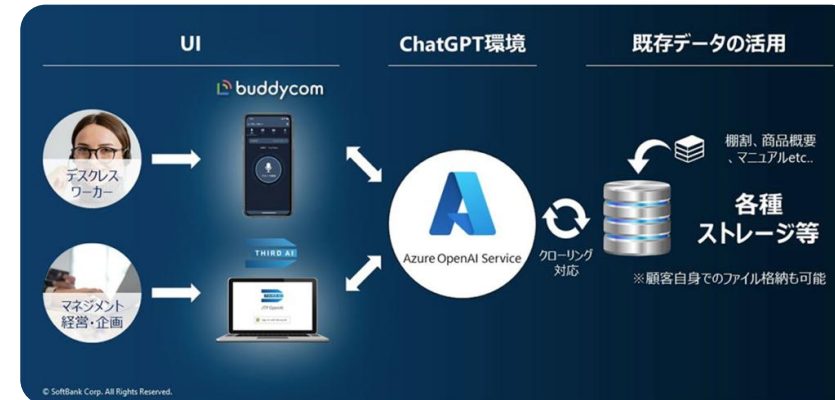 UI
ChatGPT環境
既存データの活用
buddycom
デスクレス
ワーカー
棚割、商品概要
、マニュアルetc..
各種
ストレージ等
Azure OpenAI Service
クローリング
対応
※顧客自身でのファイル格納も可能
THIRD AI
マネジメント
経営・企画
© SoftBank Corp. All Rights Reserved.